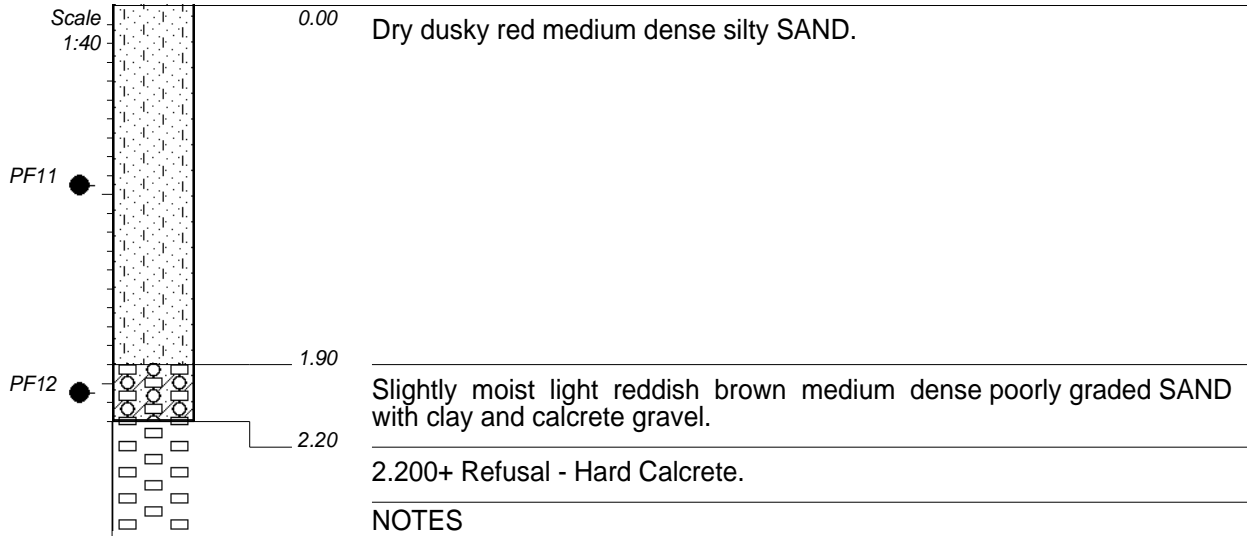 Scale
1:40
0.00
Dry dusky red medium dense silty SAND.
PF11
1.90
PF12
Slightly moist light reddish brown medium dense poorly graded SAND
with clay and calcrete gravel.
2.20
2.200+ Refusal - Hard Calcrete.
NOTES